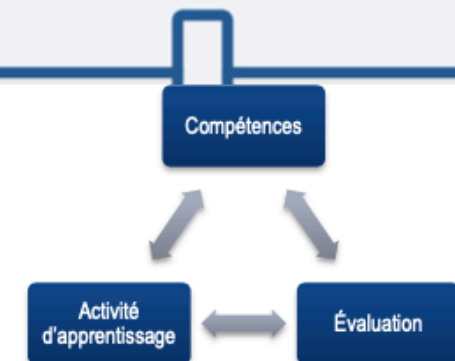 Compétences
Activité
d'apprentissage
Évaluation